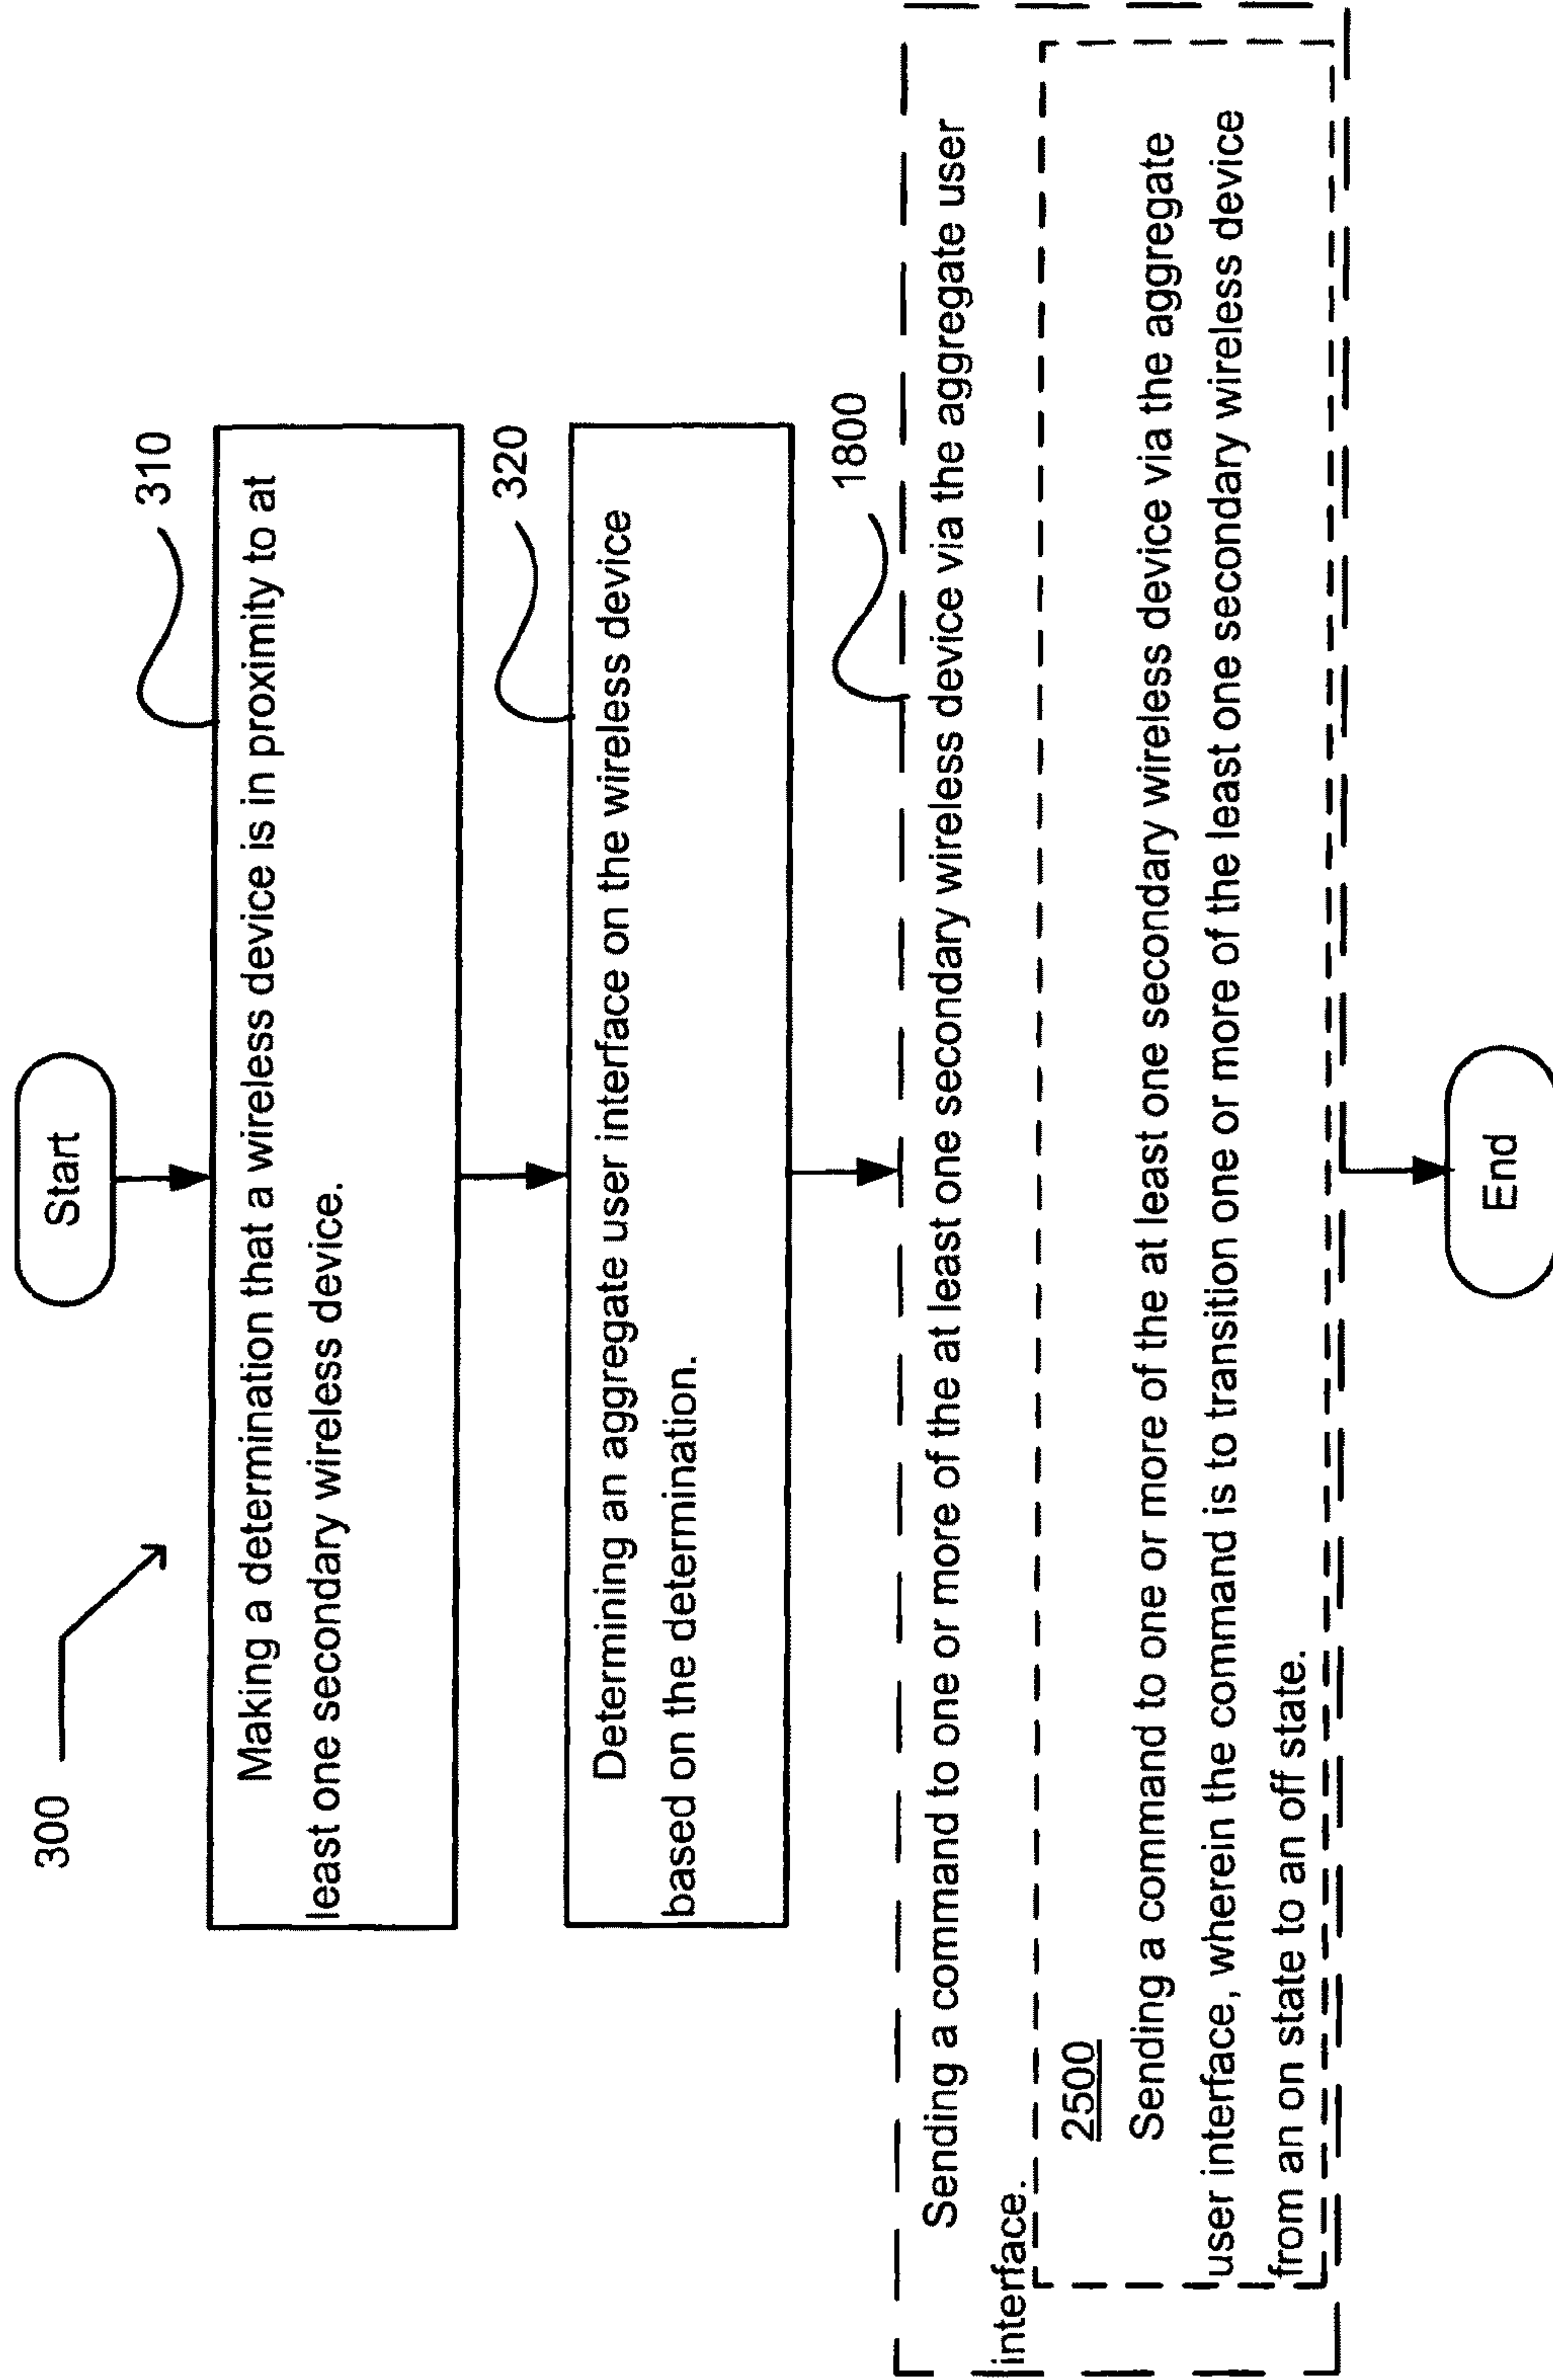 Start
300
310
Making a determination that a wireless device is in proximity to at
least one secondary wireless device.
320
Determining an aggregate user interface on the wireless device
based on the determination.
1800
Sending a command to one or more of the at least one secondary wireless device via the aggregate user
interface.
2500
Sending a command to one or more of the at least one secondary wireless device via the aggregate
user interface, wherein the command is to transition one or more of the least one secondary wireless device
from an on state to an off state.
End